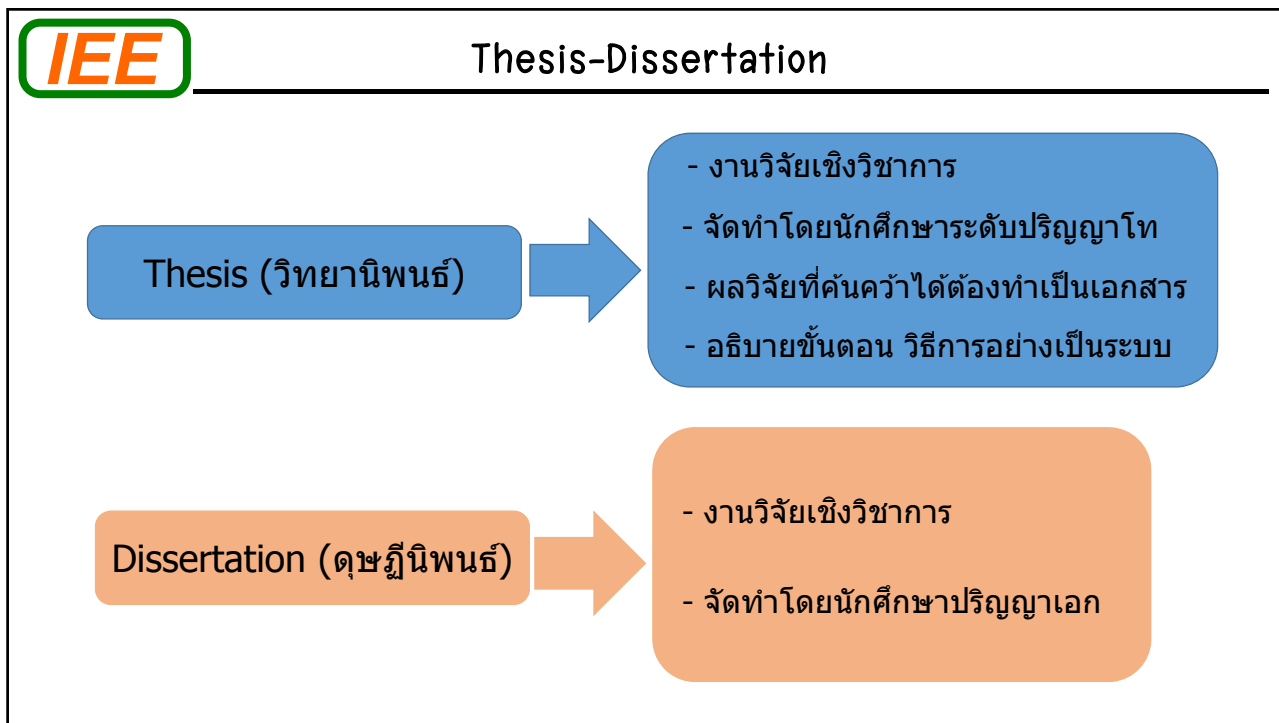 IEE
Thesis-Dissertation
Thesis (วิทยานิพนธ์)
- งานวิจัยเชิงวิชาการ
- จัดทำโดยนักศึกษาระดับปริญญาโท
- ผลวิจัยที่ค้นคว้าได้ต้องทำเป็นเอกสาร
- อธิบายขั้นตอน วิธีการอย่างเป็นระบบ
Dissertation (ดุษฎีนิพนธ์)
- งานวิจัยเชิงวิชาการ
- จัดทำโดยนักศึกษาปริญญาเอก